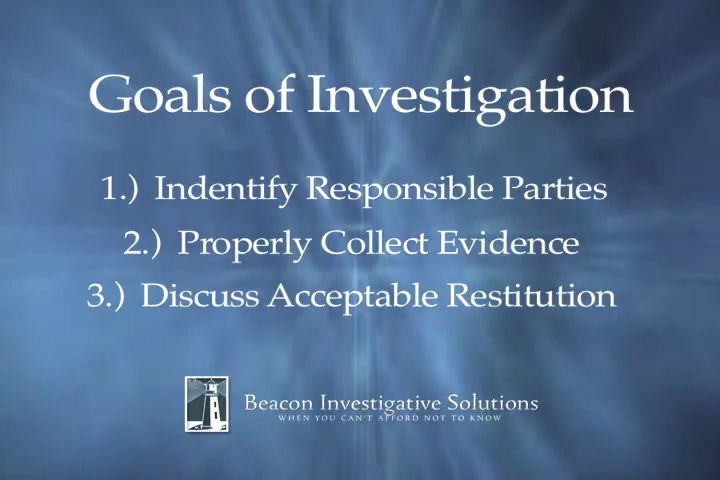 Goals of Investigation
1.) Indentify Responsible Parties
2.) Properly Collect Evidence
3.) Discuss Acceptable Restitution
Beacon Investigative Solutions
WHEN YOU CAN'T AFFORD NOT TO KNOW